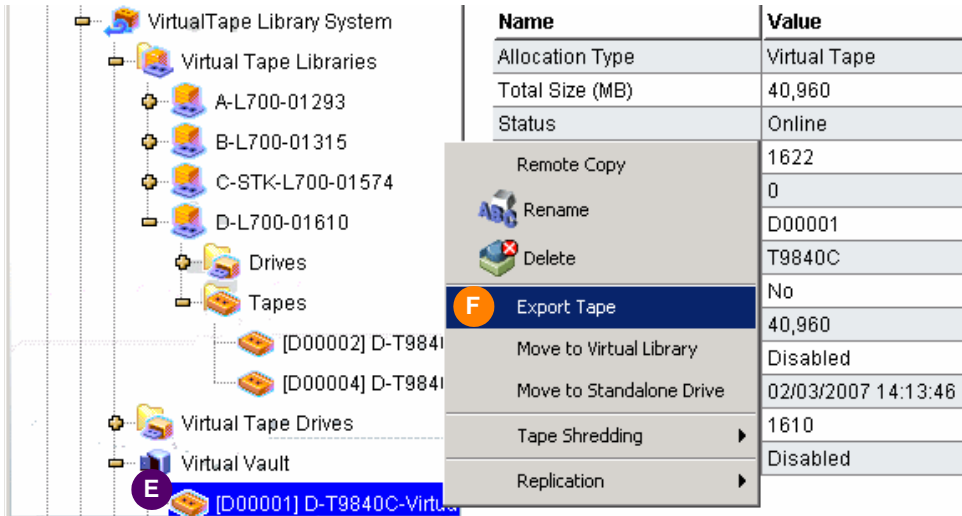 VirtualTape Library System
Virtual Tape Libraries
A-L700-01293
B-L700-01315
C-STK-L700-01574
D-L700-01610
Drives
Tapes
[D00002] D-T984
[D00004] D-T984
Virtual Tape Drives
Virtual Vault
E
[D00001] D-T9840C-Virtu
Name Value
Allocation Type Virtual Tape
Total Size (MB) 40,960
Status Online
1622
0
D00001
T9840C
No
40,960
Disabled
02/03/2007 14:13:46
1610
Disabled
Remote Copy
ABC Rename
Delete
F Export Tape
Move to Virtual Library
Move to Standalone Drive
Tape Shredding
Replication